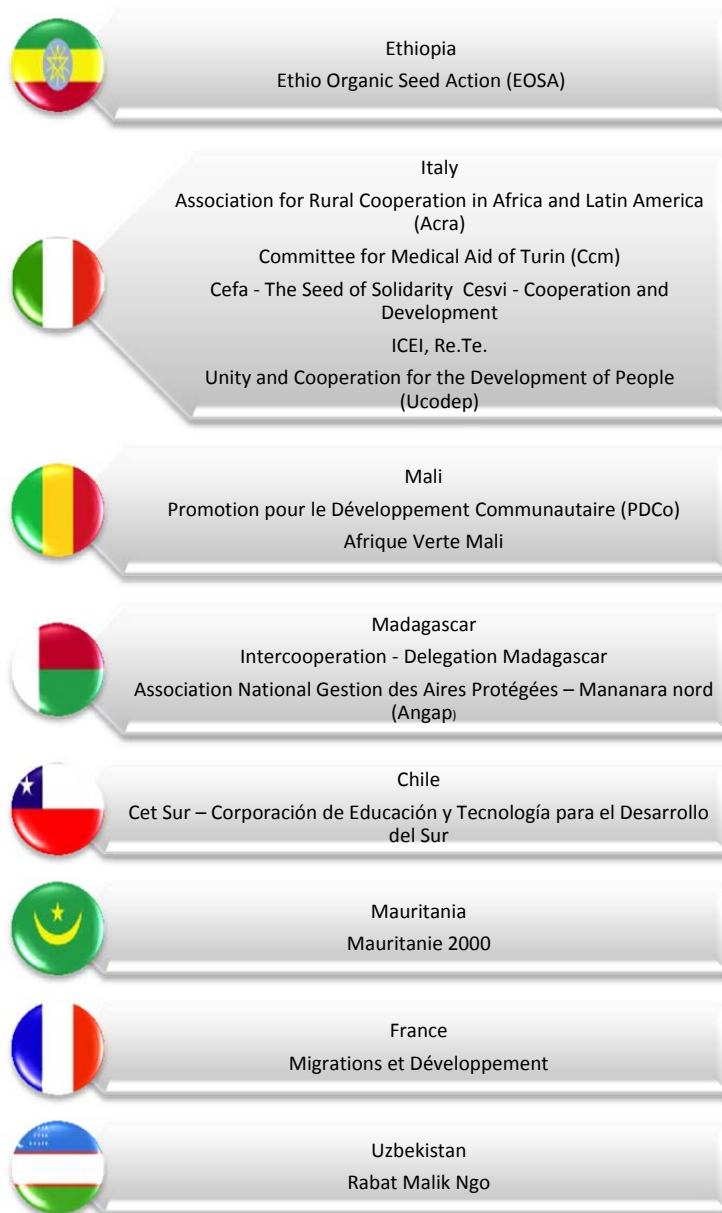 Ethiopia
Ethio Organic Seed Action (EOSA)
Italy
Association for Rural Cooperation in Africa and Latin America
(Acra)
Committee for Medical Aid of Turin (Ccm)
Cefa - The Seed of Solidarity  Cesvi - Cooperation and
Development
ICEI, Re.Te.
Unity and Cooperation for the Development of People
(Ucodep)
Mali
Promotion pour le Développement Communautaire (PDCo)
Afrique Verte Mali
Madagascar
Intercooperation - Delegation Madagascar
Association National Gestion des Aires Protégées – Mananara nord
(Angap)
Chile
Cet Sur – Corporación de Educación y Tecnología para el Desarrollo
del Sur
Mauritania
Mauritanie 2000
France
Migrations et Développement
Uzbekistan
Rabat Malik Ngo